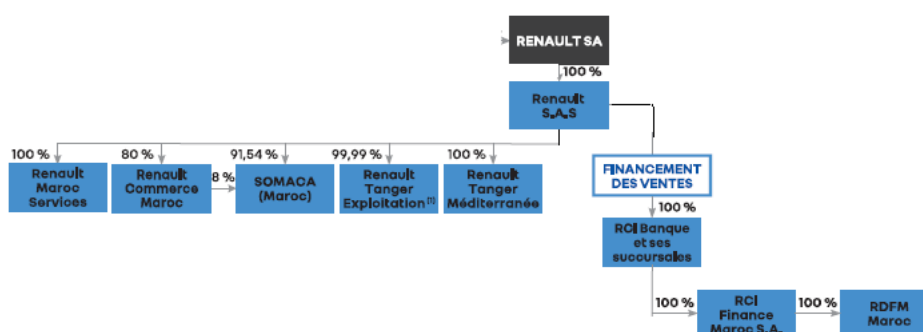 RENAULT SA
100 %
Renault
S.A.S
100 %
80 %
91,54 %
99,99 %
100 %
Renault
Maroc
Services
Renault
Commerce
Maroc
8 %
SOMACA
(Maroc)
Renault
Tanger
Exploitation (1)
Renault
Tanger
Méditerranée
FINANCEMENT
DES VENTES
100 %
RCI Banque
et ses
succursales
100 %
RCI
Finance
Maroc S.A.
100 %
RDFM
Maroc